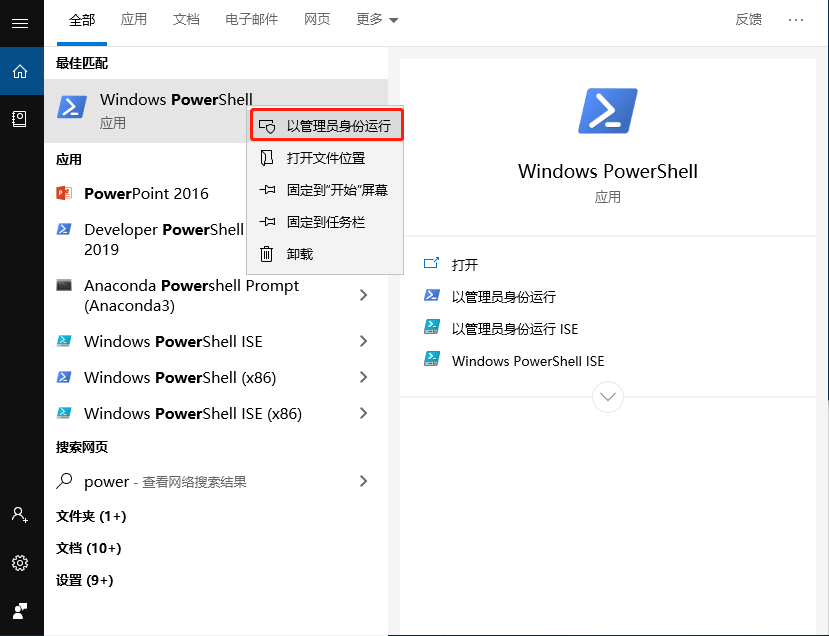 全部 应用 文档 电子邮件 网页 更多 反馈 ...
最佳匹配
Windows PowerShell
应用
以管理员身份运行
打开文件位置
固定到"开始"屏幕
固定到任务栏
卸载
应用
PowerPoint 2016
Developer PowerShell
2019
Anaconda Powershell Prompt
(Anaconda3)
Windows PowerShell ISE
Windows PowerShell (x86)
Windows PowerShell ISE (x86)
搜索网页
power - 查看网络搜索结果
文件夹 (1+)
文档 (10+)
设置 (9+)
Windows PowerShell
应用
打开
以管理员身份运行
以管理员身份运行 ISE
Windows PowerShell ISE